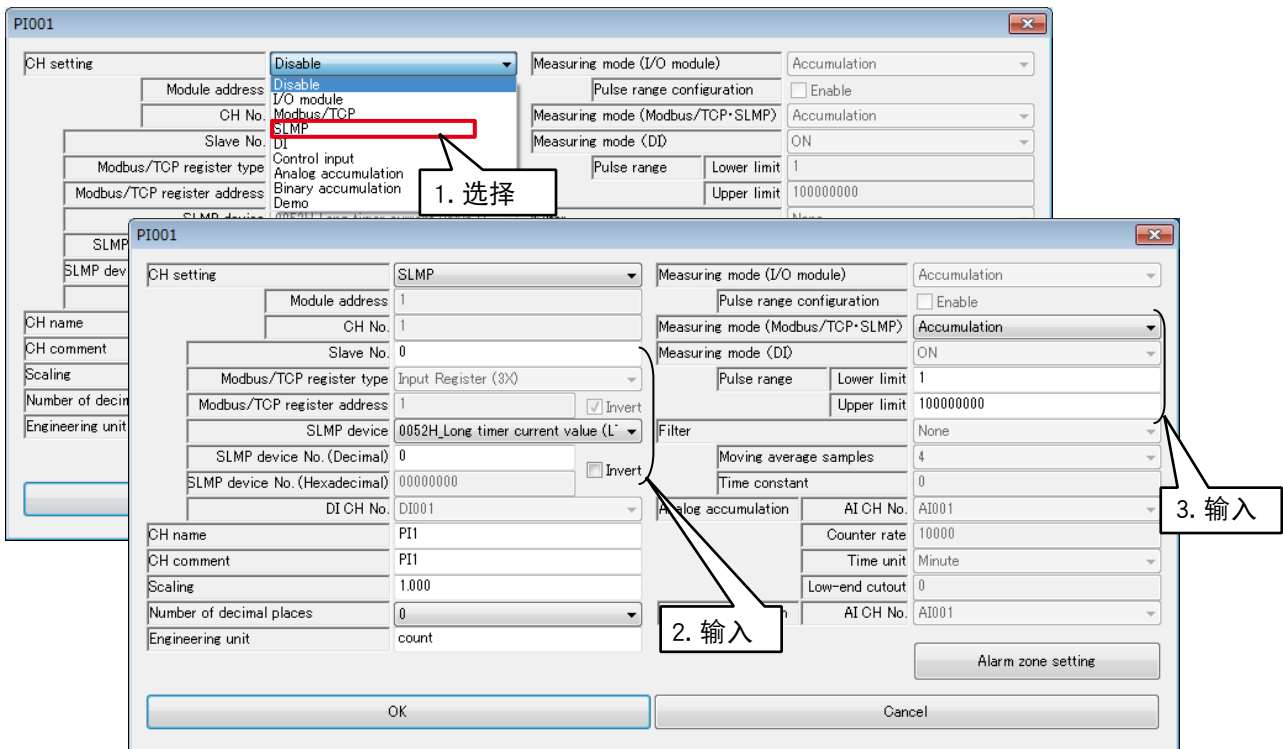 PI001
CH setting Disable Measuring mode (I/O module) Accumulation
Module address Disable Pulse range configuration Enable
I/O module
CH No. Modbus/TCP Measuring mode (Modbus/TCP・SLMP) Accumulation
SLMP
Slave No. DI Measuring mode (DI) ON
Control input
Modbus/TCP register type Analog accumulation Pulse range Lower limit 1
Modbus/TCP register address Binary accumulation Upper limit 100000000
Demo
1. 选择
SLMP
SLMP dev
CH name
CH comment
Scaling
Number of decim
Engineering unit
PI001
CH setting SLMP Measuring mode (I/O module) Accumulation
Module address 1 Pulse range configuration Enable
CH No. 1 Measuring mode (Modbus/TCP・SLMP) Accumulation
Slave No. 0 Measuring mode (DI) ON
Modbus/TCP register type Input Register (3X) Pulse range Lower limit 1
Modbus/TCP register address 1 Invert Upper limit 100000000
SLMP device 0052H_Long timer current value (L Filter None
SLMP device No. (Decimal) 0 Invert Moving average samples 4
SLMP device No. (Hexadecimal) 00000000 Time constant 0
DI CH No. DI001 Analog accumulation AI CH No. AI001
CH name PI1 Counter rate 10000
CH comment PI1 Time unit Minute
Scaling 1.000 Low-end cutout 0
Number of decimal places 0 AI CH No. AI001
Engineering unit count
2. 输入
3. 输入
Alarm zone setting
OK Cancel